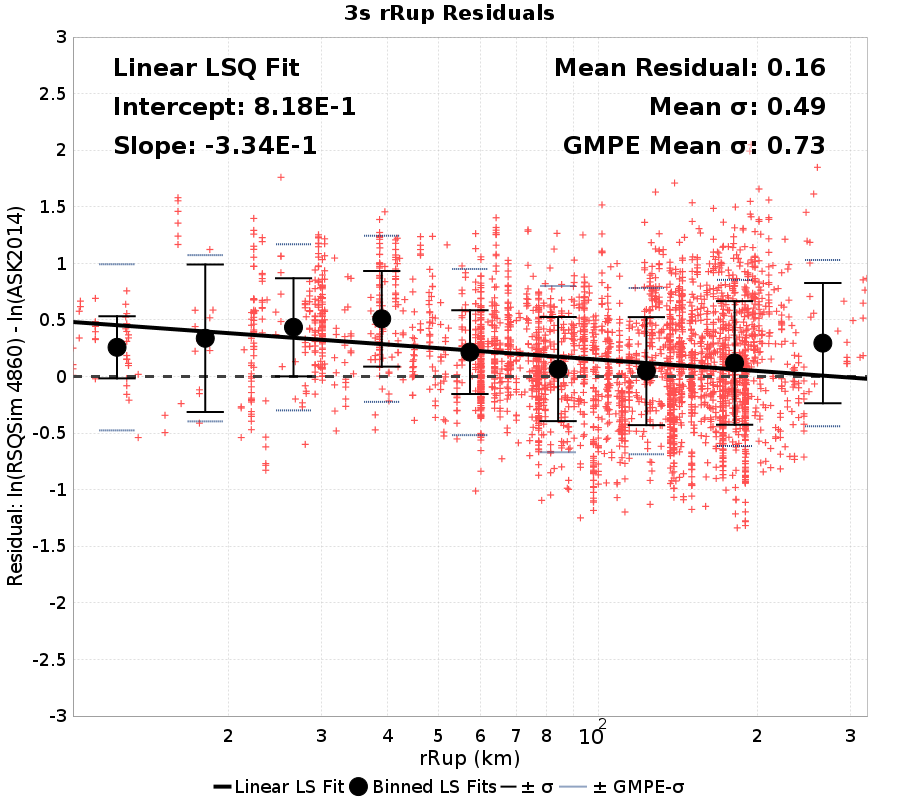 3s rRup Residuals
Linear LSQ Fit
Intercept: 8.18E-1
Slope: -3.34E-1
Mean Residual: 0.16
Mean σ: 0.49
GMPE Mean σ: 0.73
Residual: ln(RSQSim 4860) - ln(ASK2014)
3
2.5
2
1.5
1
0.5
0
-0.5
-1
-1.5
-2
-2.5
-3
2 3 4 5 6 7 8 10² 2 3
rRup (km)
Linear LS Fit Binned LS Fits ± σ ± GMPE-σ